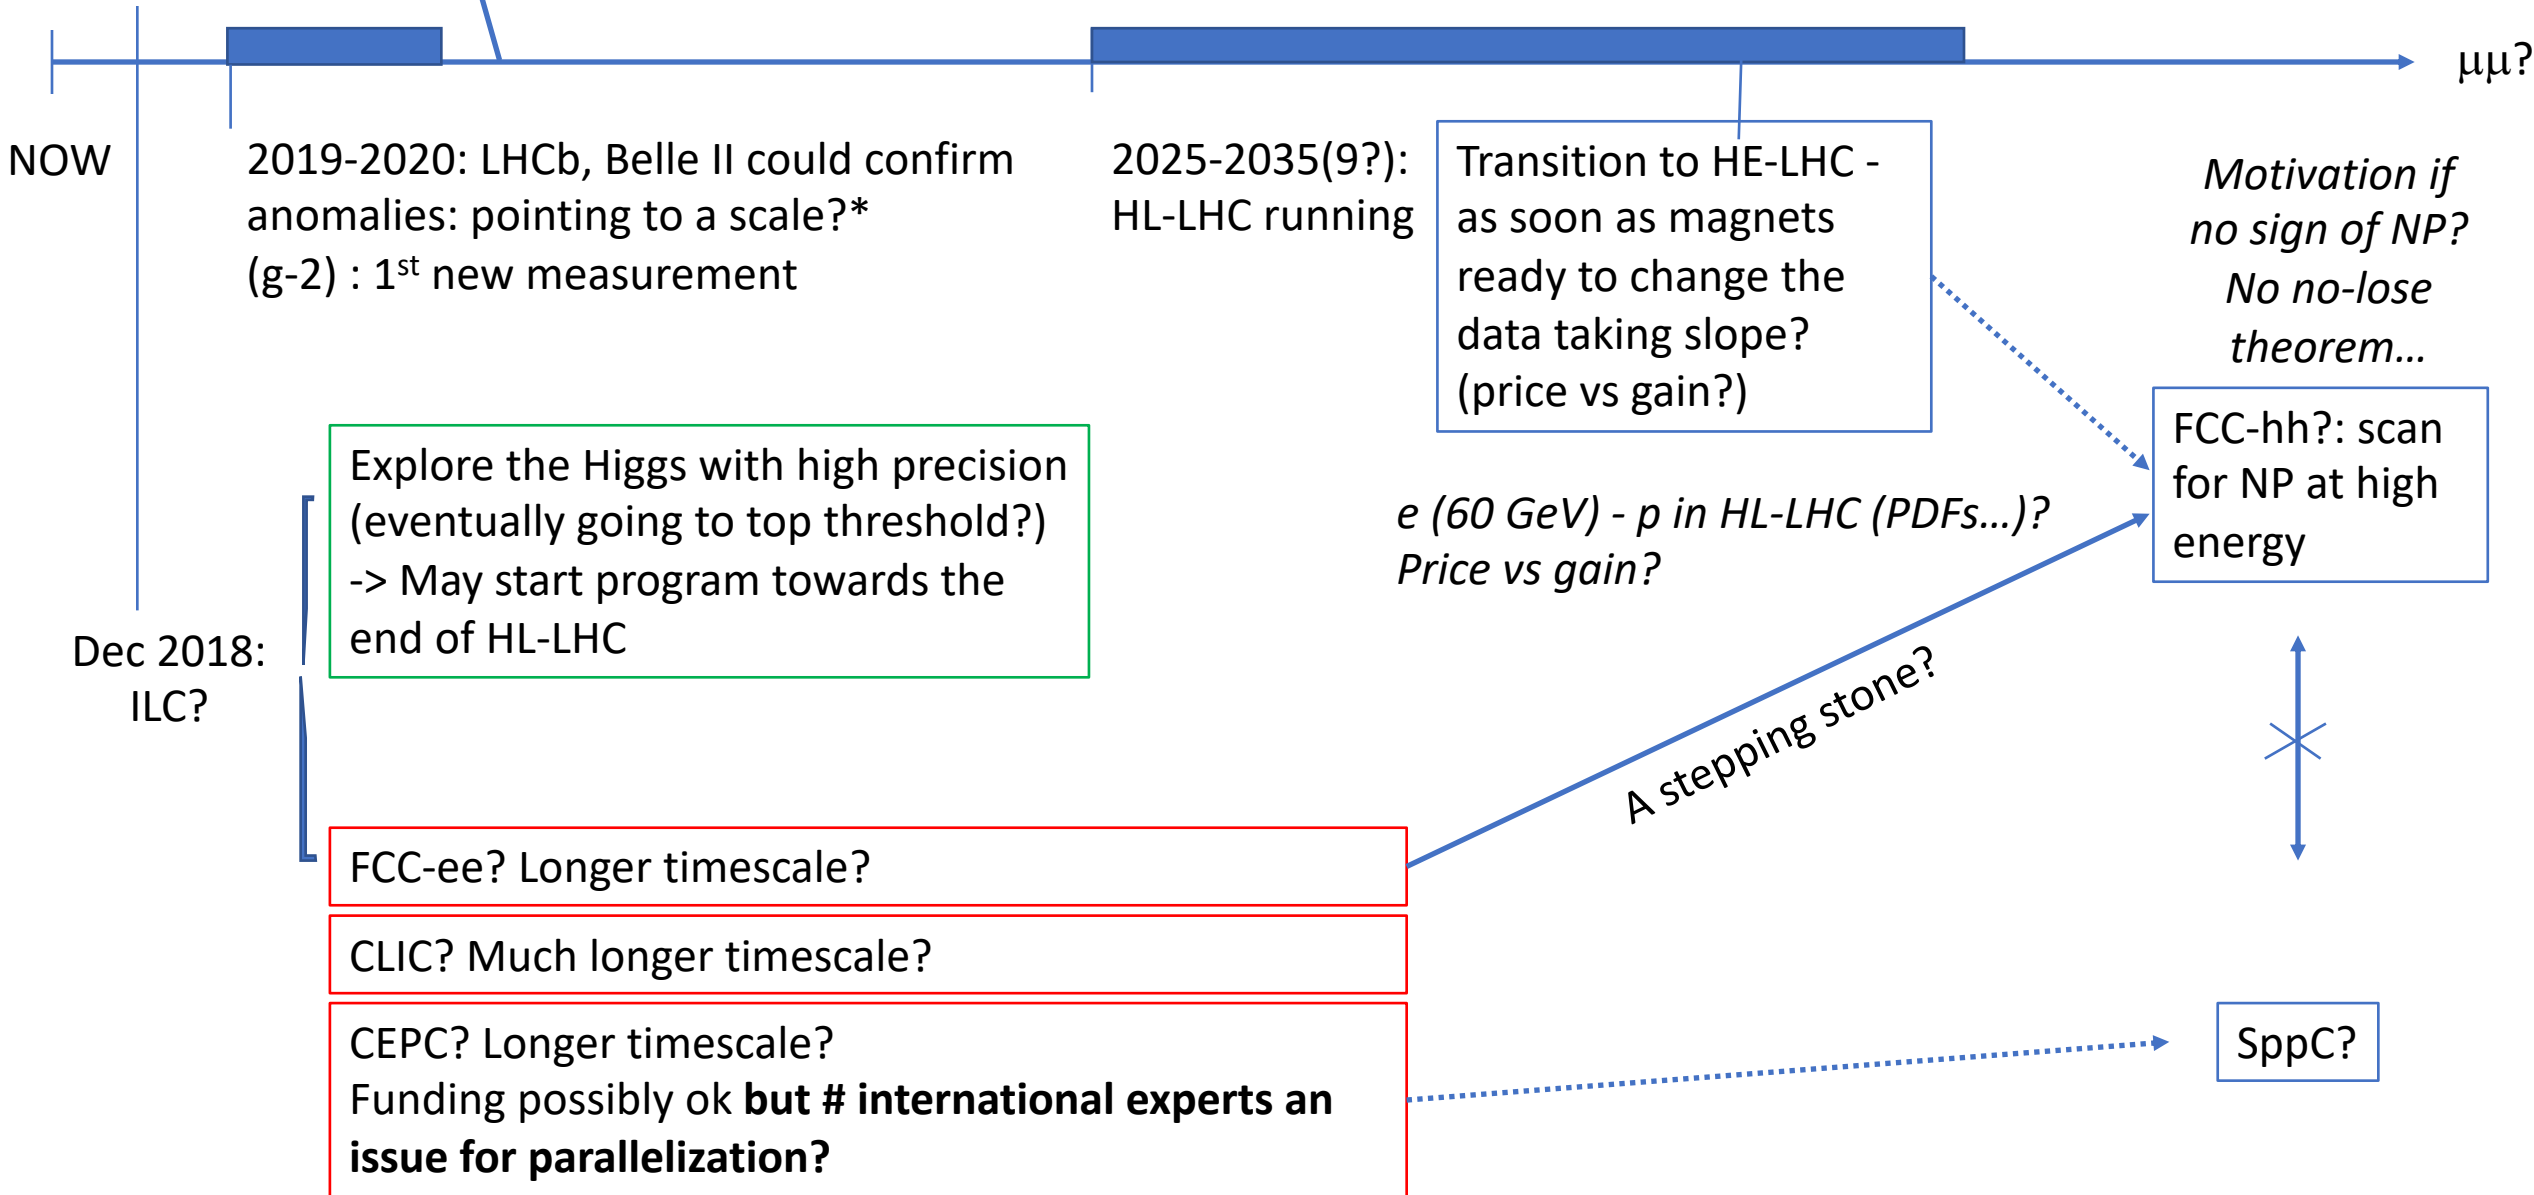 μμ?
NOW
2019-2020: LHCb, Belle II could confirm
anomalies: pointing to a scale?*
(g-2) : 1st new measurement
2025-2035(9?):
HL-LHC running
Transition to HE-LHC -
as soon as magnets
ready to change the
data taking slope?
(price vs gain?)
Motivation if
no sign of NP?
No no-lose
theorem…
FCC-hh?: scan
for NP at high
energy
Explore the Higgs with high precision
(eventually going to top threshold?)
-> May start program towards the
end of HL-LHC
e (60 GeV) - p in HL-LHC (PDFs…)?
Price vs gain?
Dec 2018:
ILC?
A stepping stone?
FCC-ee? Longer timescale?
CLIC? Much longer timescale?
CEPC? Longer timescale?
Funding possibly ok but # international experts an
issue for parallelization?
SppC?